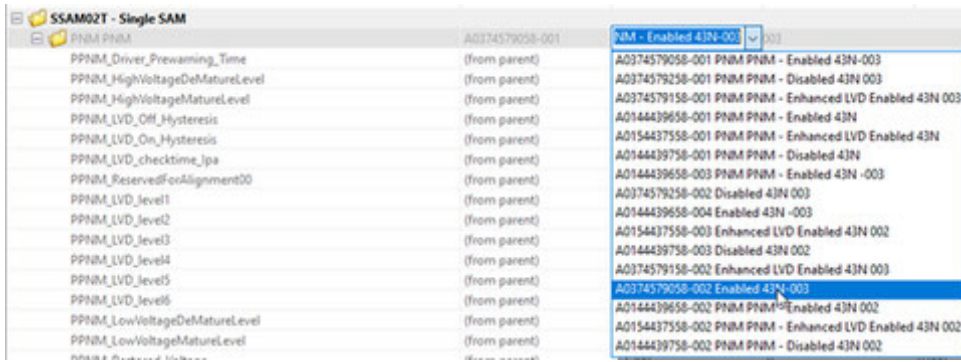 SSAM02T - Single SAM
PNM PNM A0374579058-001 NM - Enabled 43N-003 003
PPNM_Driver_Prewarning_Time (from parent) A0374579058-001 PNM PNM - Enabled 43N-003
PPNM_HighVoltageDeMatureLevel (from parent) A0374579258-001 PNM PNM - Disabled 43N 003
PPNM_HighVoltageMatureLevel (from parent) A0374579158-001 PNM PNM - Enhanced LVD Enabled 43N 003
PPNM_LVD_Off_Hysteresis (from parent) A0144439658-001 PNM PNM - Enabled 43N
PPNM_LVD_On_Hysteresis (from parent) A0154437558-001 PNM PNM - Enhanced LVD Enabled 43N
PPNM_LVD_checktime_lpa (from parent) A0144439758-001 PNM PNM - Disabled 43N
PPNM_ReservedForAlignment00 (from parent) A0144439658-003 PNM PNM - Enabled 43N -003
PPNM_LVD_level1 (from parent) A0374579258-002 Disabled 43N 003
PPNM_LVD_level2 (from parent) A0144439658-004 Enabled 43N -003
PPNM_LVD_level3 (from parent) A0154437558-003 Enhanced LVD Enabled 43N 002
PPNM_LVD_level4 (from parent) A0144439758-003 Disabled 43N 002
PPNM_LVD_level5 (from parent) A0374579158-002 Enhanced LVD Enabled 43N 003
PPNM_LVD_level6 (from parent) A0374579058-002 Enabled 43N-003
PPNM_LowVoltageDeMatureLevel (from parent) A0144439658-002 PNM PNM - Enabled 43N 002
PPNM_LowVoltageMatureLevel (from parent) A0154437558-002 PNM PNM - Enhanced LVD Enabled 43N 002
A0144439758-002 PNM PNM - Disabled 43N 002